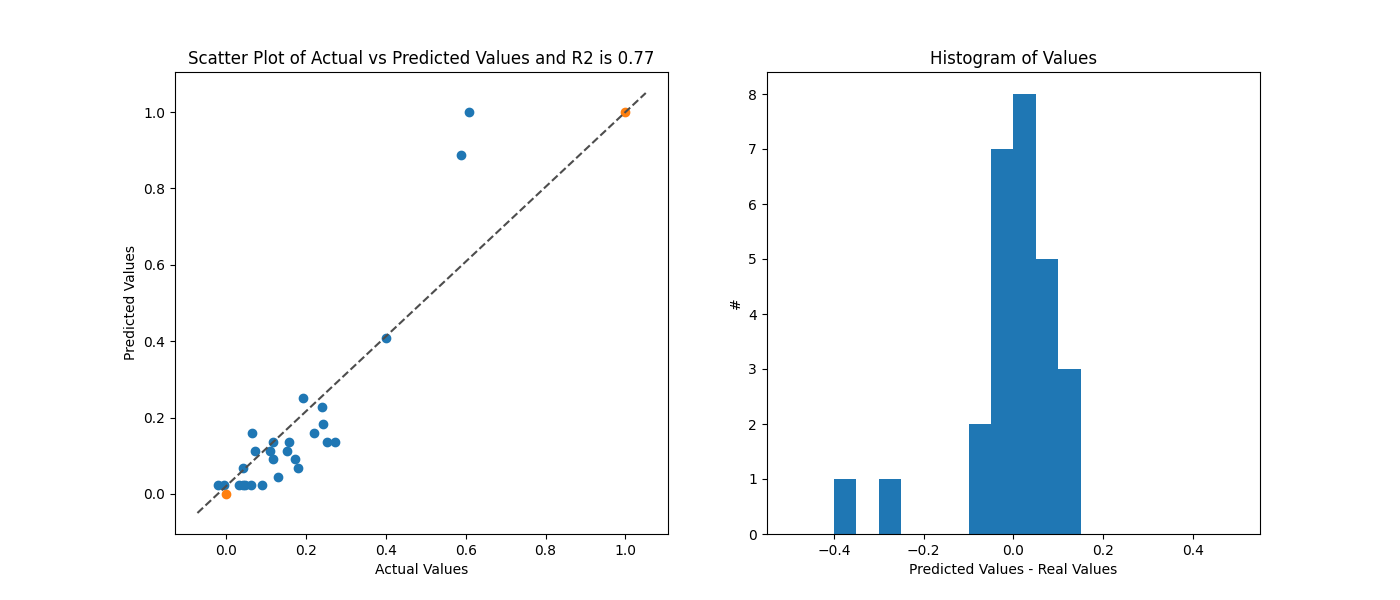 Scatter Plot of Actual vs Predicted Values and R2 is 0.77
1.0
0.8
0.6
0.4
0.2
0.0
Predicted Values
0.0 0.2 0.4 0.6 0.8 1.0
Actual Values
Histogram of Values
8
7
6
5
4
3
2
1
0
#
−0.4 −0.2 0.0 0.2 0.4
Predicted Values - Real Values